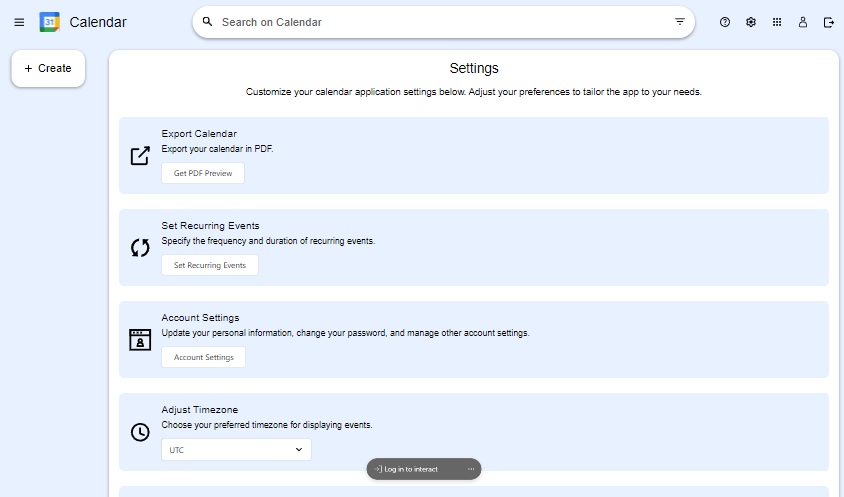 31
Calendar
Search on Calendar
+ Create
Settings
Customize your calendar application settings below. Adjust your preferences to tailor the app to your needs.
Export Calendar
Export your calendar in PDF.
Get PDF Preview
Set Recurring Events
Specify the frequency and duration of recurring events.
Set Recurring Events
Account Settings
Update your personal information, change your password, and manage other account settings.
Account Settings
Adjust Timezone
Choose your preferred timezone for displaying events.
UTC
Log in to interact